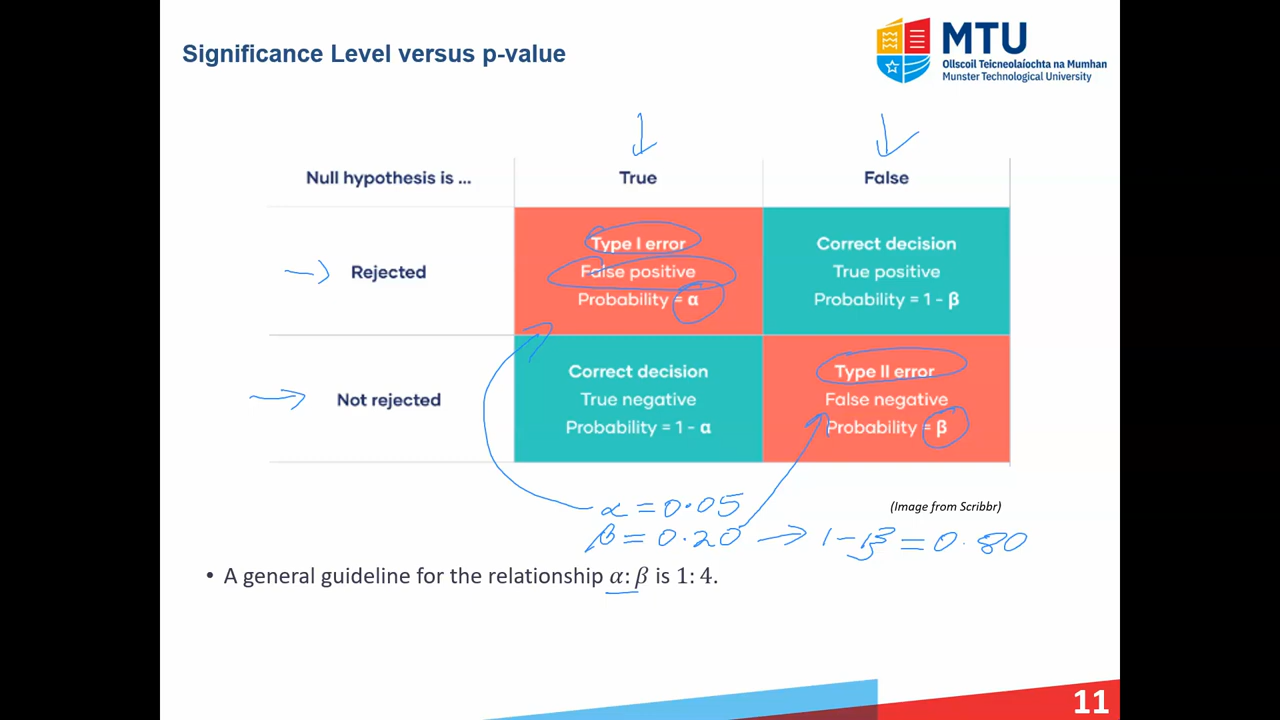 Significance Level versus p-value
MTU
Ollscoil Teicneolaíochta na Mumhan
Munster Technological University
Null hypothesis is ...
True
False
Rejected
Type I error
False positive
Probability = α
Correct decision
True positive
Probability = 1 - β
Not rejected
Correct decision
True negative
Probability = 1 - α
Type II error
False negative
Probability = β
α = 0.05
(Image from Scribbr)
β = 0.20 → 1 - β = 0.80
• A general guideline for the relationship α: β is 1: 4.
11